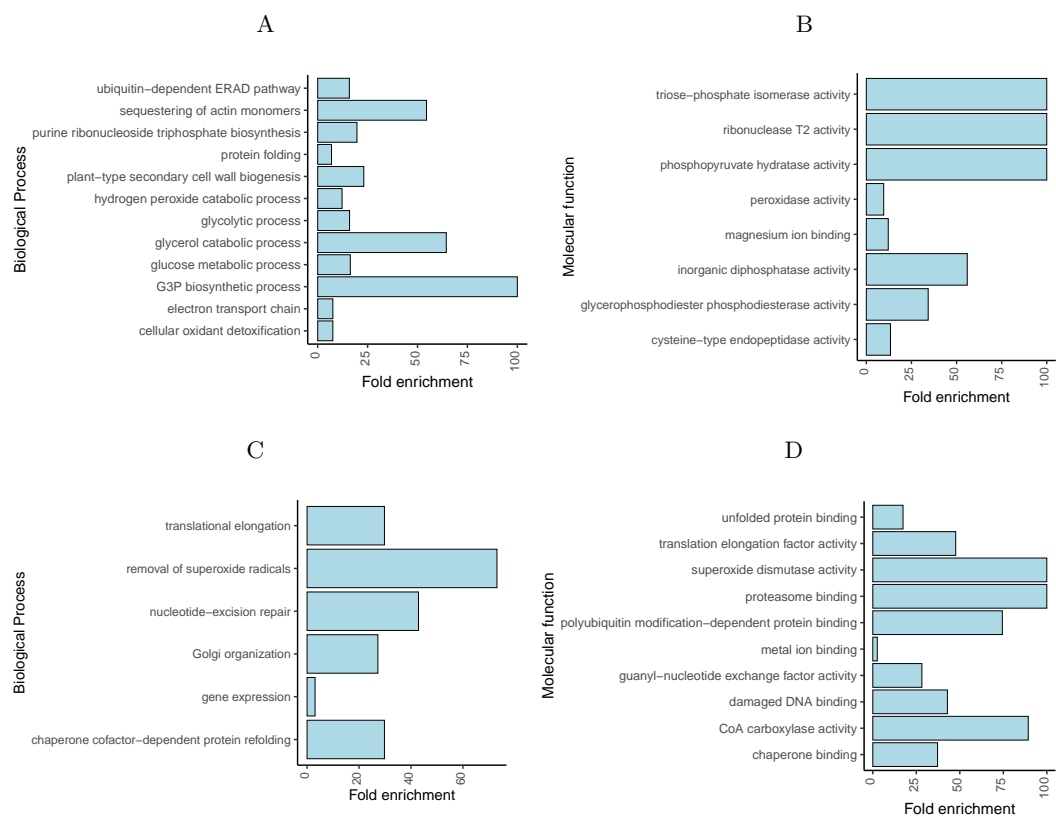 A
Biological Process
ubiquitin−dependent ERAD pathway
sequestering of actin monomers
purine ribonucleoside triphosphate biosynthesis
protein folding
plant−type secondary cell wall biogenesis
hydrogen peroxide catabolic process
glycolytic process
glycerol catabolic process
glucose metabolic process
G3P biosynthetic process
electron transport chain
cellular oxidant detoxification
0 25 50 75 100
Fold enrichment
B
Molecular function
triose−phosphate isomerase activity
ribonuclease T2 activity
phosphopyruvate hydratase activity
peroxidase activity
magnesium ion binding
inorganic diphosphatase activity
glycerophosphodiester phosphodiesterase activity
cysteine−type endopeptidase activity
0 25 50 75 100
Fold enrichment
C
Biological Process
translational elongation
removal of superoxide radicals
nucleotide−excision repair
Golgi organization
gene expression
chaperone cofactor−dependent protein refolding
0 20 40 60
Fold enrichment
D
Molecular function
unfolded protein binding
translation elongation factor activity
superoxide dismutase activity
proteasome binding
polyubiquitin modification−dependent protein binding
metal ion binding
guanyl−nucleotide exchange factor activity
damaged DNA binding
CoA carboxylase activity
chaperone binding
0 25 50 75 100
Fold enrichment